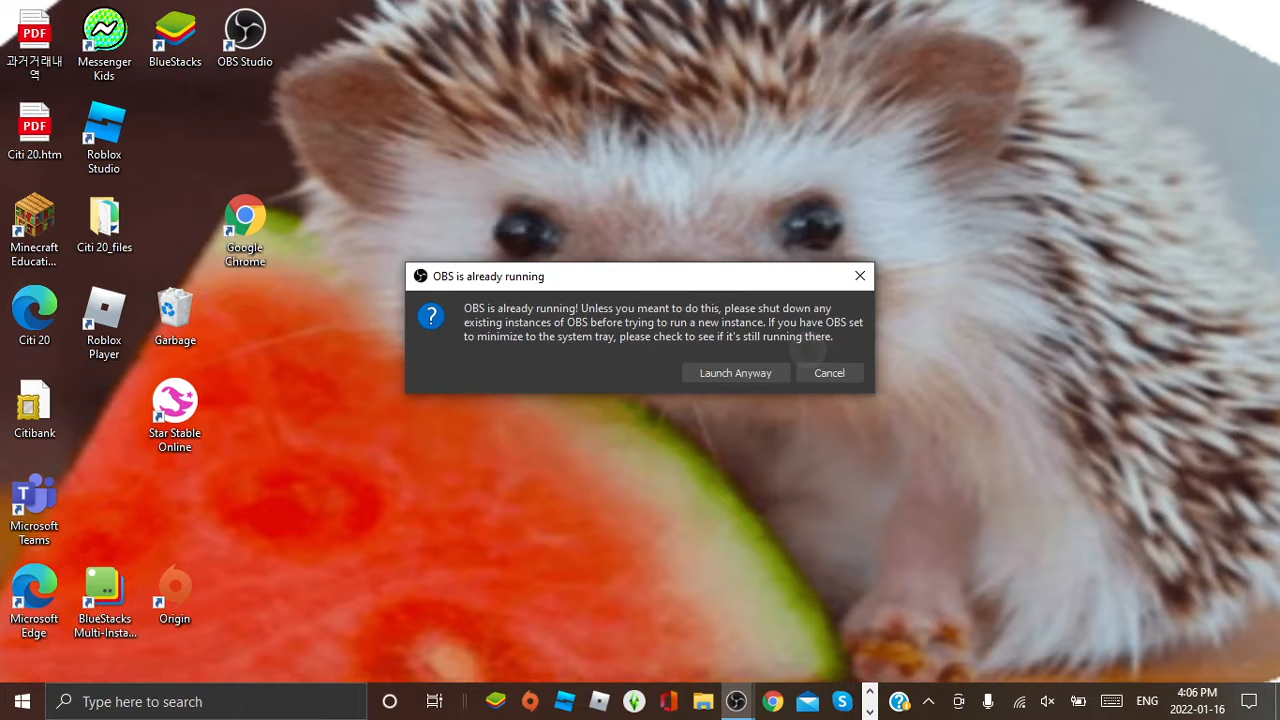 PDF
과거거래내
역
Messenger
Kids
BlueStacks
OBS Studio
PDF
Citi 20.htm
Roblox
Studio
Minecraft
Educati...
Citi 20_files
Google
Chrome
OBS is already running
OBS is already running! Unless you meant to do this, please shut down any
existing instances of OBS before trying to run a new instance. If you have OBS set
to minimize to the system tray, please check to see if it's still running there.
Launch Anyway
Cancel
Citi 20
Roblox
Player
Garbage
Citibank
Star Stable
Online
Microsoft
Teams
Microsoft
Edge
BlueStacks
Multi-Insta...
Origin
Type here to search
ENG
4:06 PM
2022-01-16